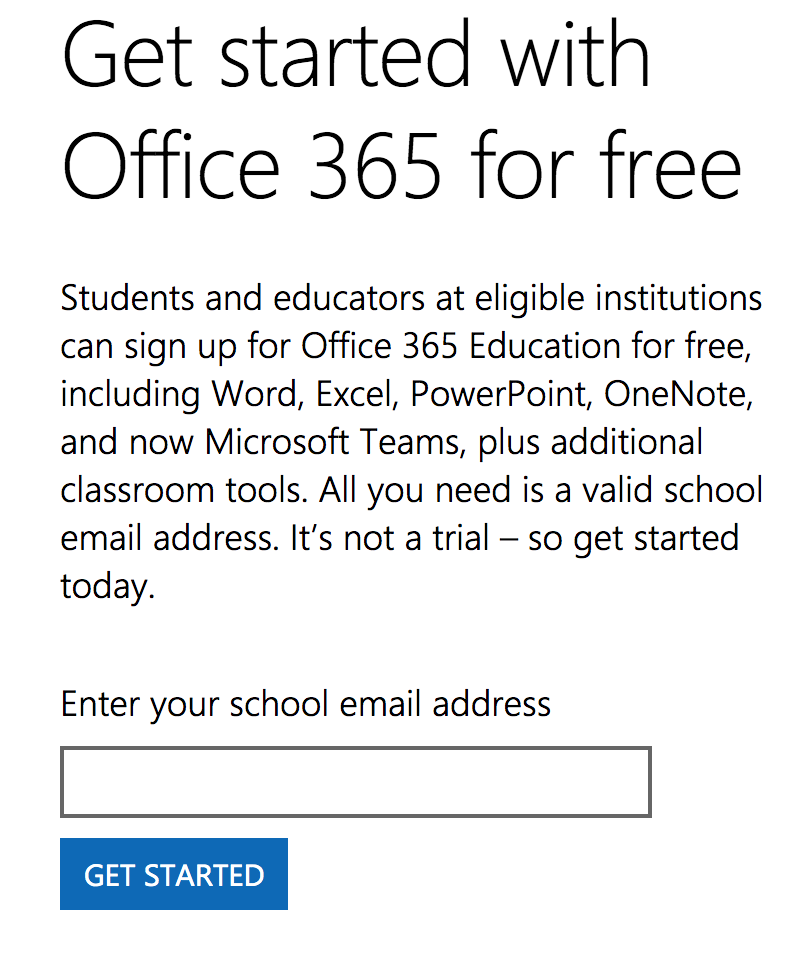 Get started with
Office 365 for free
Students and educators at eligible institutions
can sign up for Office 365 Education for free,
including Word, Excel, PowerPoint, OneNote,
and now Microsoft Teams, plus additional
classroom tools. All you need is a valid school
email address. It’s not a trial – so get started
today.
Enter your school email address
GET STARTED